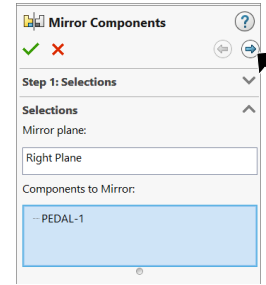 Mirror Components
Step 1: Selections
Selections
Mirror plane:
Right Plane
Components to Mirror:
PEDAL-1